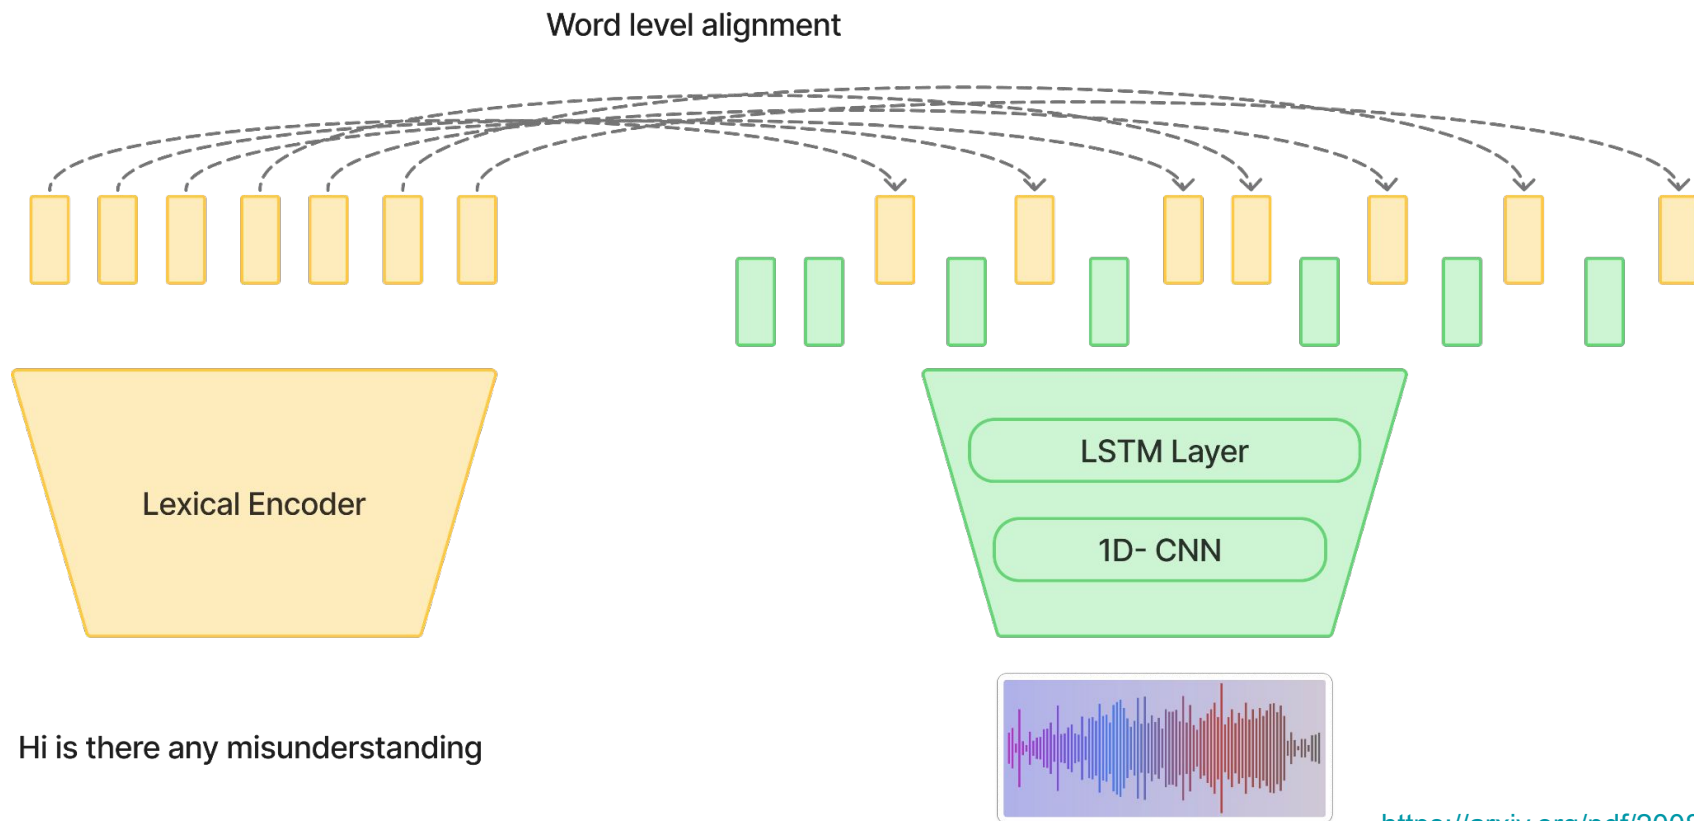 Word level alignment
Lexical Encoder
LSTM Layer
1D- CNN
Hi is there any misunderstanding